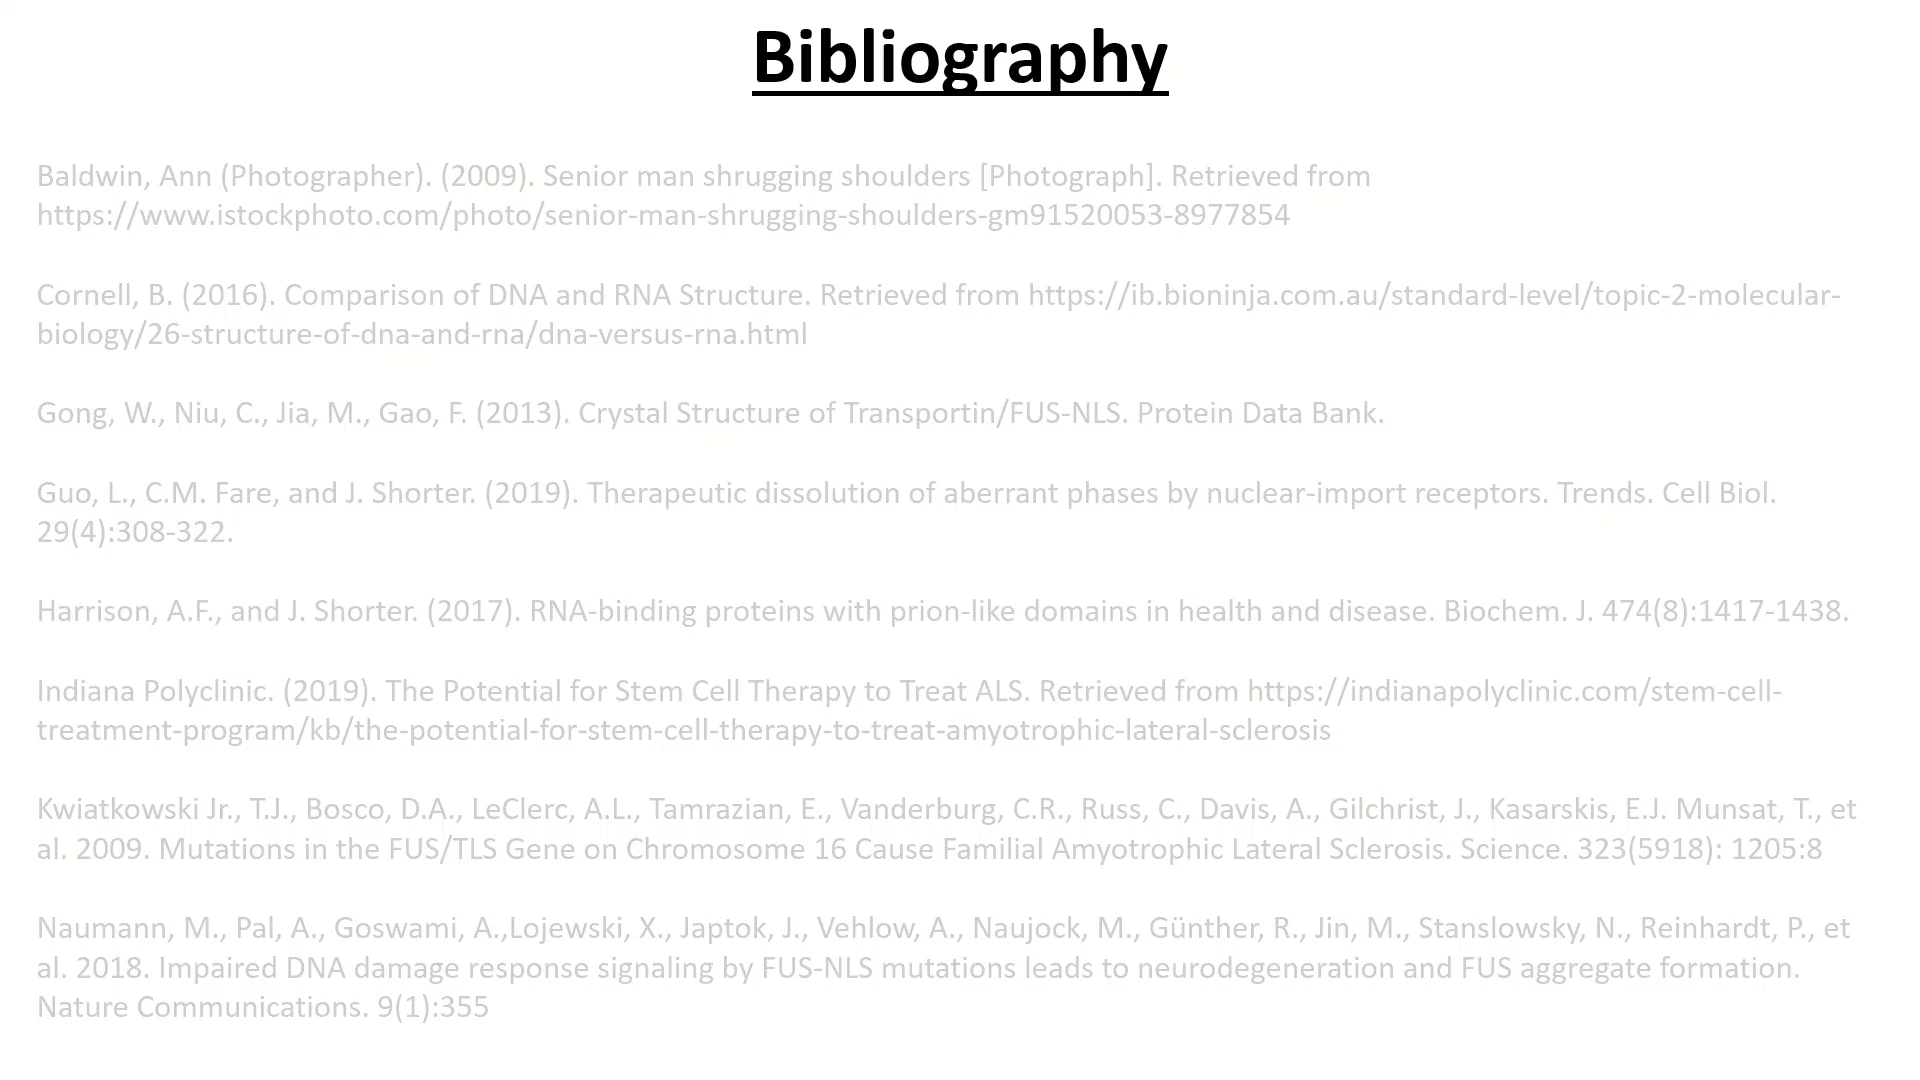 Bibliography
Baldwin, Ann (Photographer). (2009). Senior man shrugging shoulders [Photograph]. Retrieved from
https://www.istockphoto.com/photo/senior-man-shrugging-shoulders-gm91520053-8977854
Cornell, B. (2016). Comparison of DNA and RNA Structure. Retrieved from https://ib.bioninja.com.au/standard-level/topic-2-molecular-
biology/26-structure-of-dna-and-rna/dna-versus-rna.html
Gong, W., Niu, C., Jia, M., Gao, F. (2013). Crystal Structure of Transportin/FUS-NLS. Protein Data Bank.
Guo, L., C.M. Fare, and J. Shorter. (2019). Therapeutic dissolution of aberrant phases by nuclear-import receptors. Trends. Cell Biol.
29(4):308-322.
Harrison, A.F., and J. Shorter. (2017). RNA-binding proteins with prion-like domains in health and disease. Biochem. J. 474(8):1417-1438.
Indiana Polyclinic. (2019). The Potential for Stem Cell Therapy to Treat ALS. Retrieved from https://indianapolyclinic.com/stem-cell-
treatment-program/kb/the-potential-for-stem-cell-therapy-to-treat-amyotrophic-lateral-sclerosis
Kwiatkowski Jr., T.J., Bosco, D.A., LeClerc, A.L., Tamrazian, E., Vanderburg, C.R., Russ, C., Davis, A., Gilchrist, J., Kasarskis, E.J. Munsat, T., et
al. 2009. Mutations in the FUS/TLS Gene on Chromosome 16 Cause Familial Amyotrophic Lateral Sclerosis. Science. 323(5918): 1205:8
Naumann, M., Pal, A., Goswami, A.,Lojewski, X., Japtok, J., Vehlow, A., Naujock, M., Günther, R., Jin, M., Stanslowsky, N., Reinhardt, P., et
al. 2018. Impaired DNA damage response signaling by FUS-NLS mutations leads to neurodegeneration and FUS aggregate formation.
Nature Communications. 9(1):355